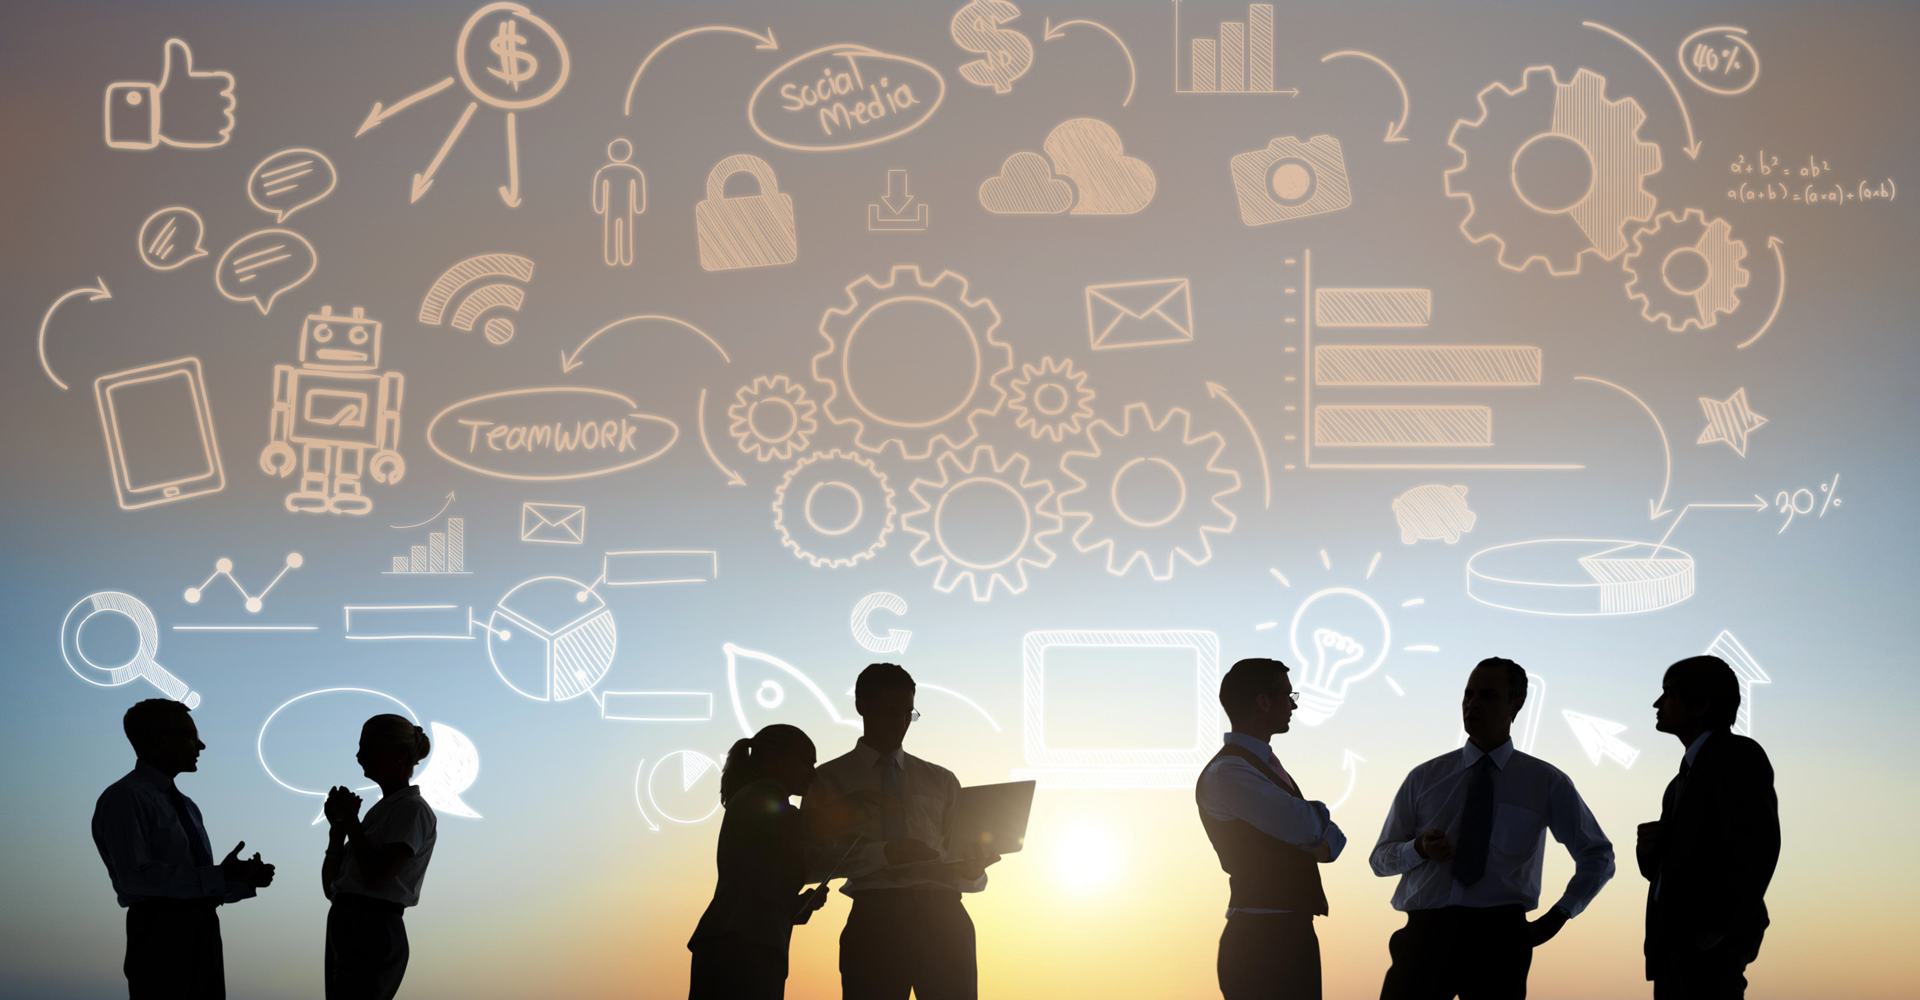 $
Social
Media
$
40%
a² + b² = ab²
a(a+b) = (a×a) + (a×b)
Teamwork
30%